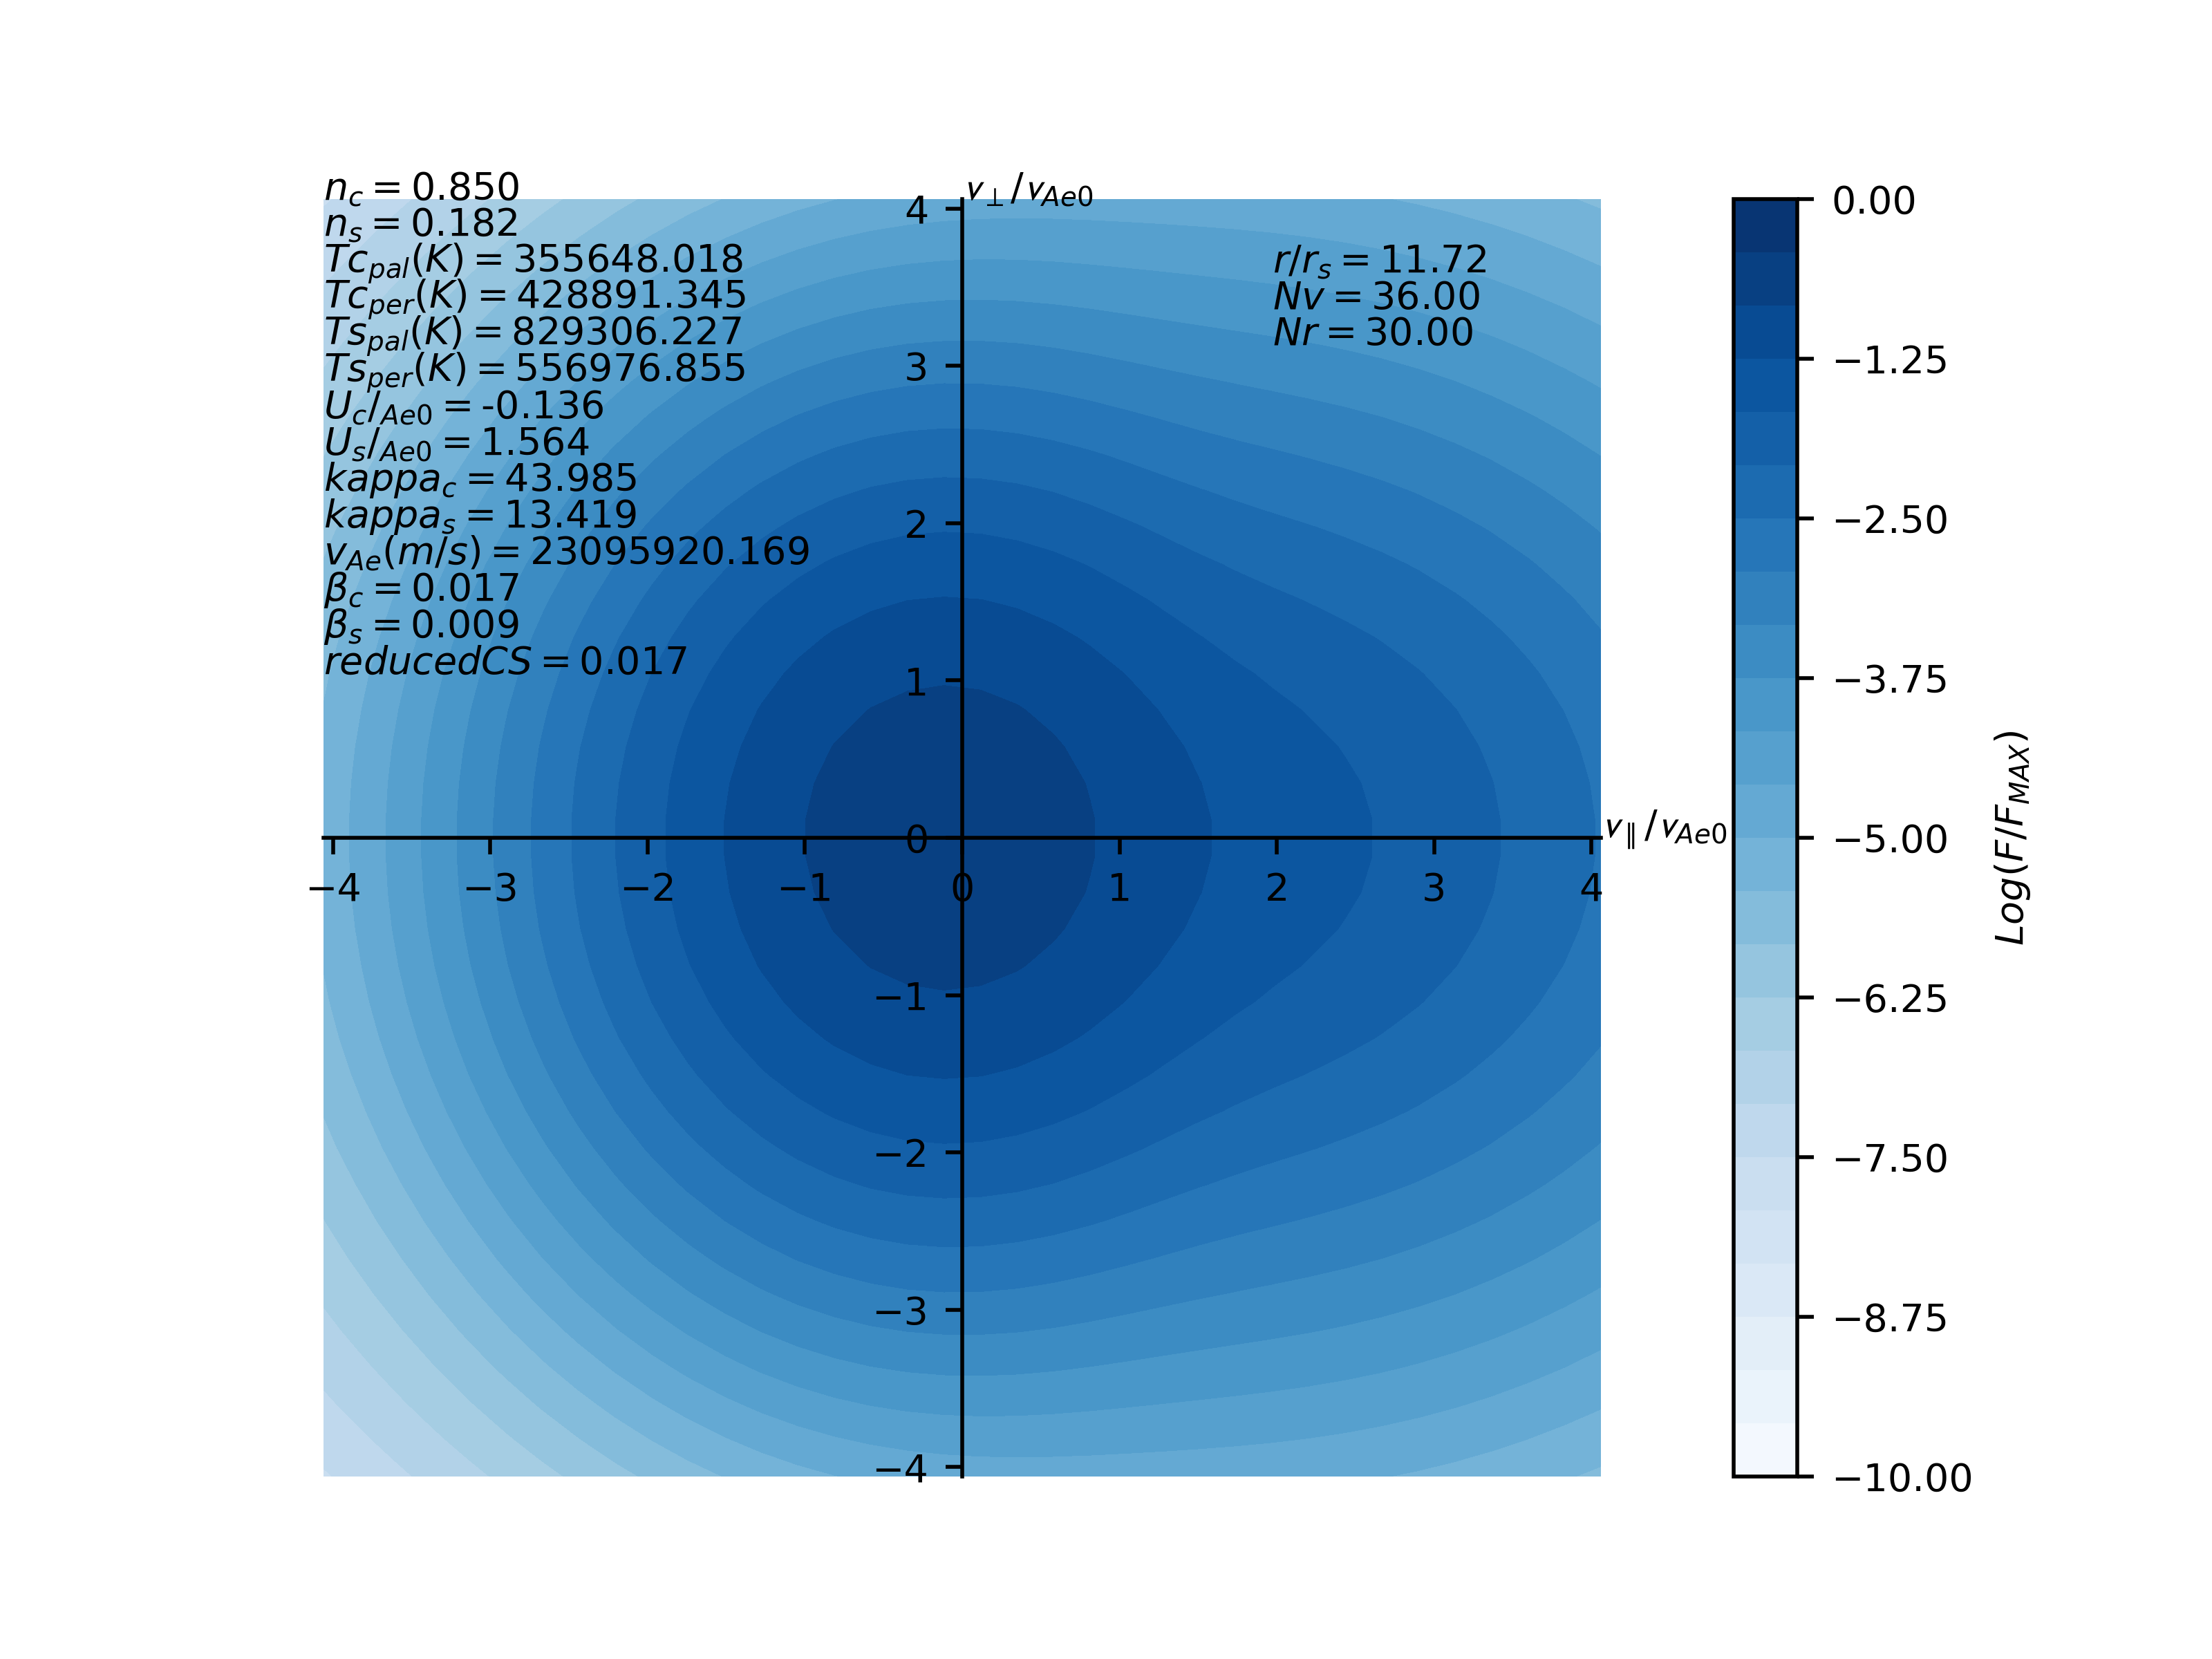 n_c = 0.850
n_s = 0.182
Tc_pal(K) = 355648.018
Tc_per(K) = 428891.345
Ts_pal(K) = 829306.227
Ts_per(K) = 556976.855
U_c/_Ae0 = -0.136
U_s/_Ae0 = 1.564
kappa_c = 43.985
kappa_s = 13.419
v_Ae(m/s) = 23095920.169
β_c = 0.017
β_s = 0.009
reducedCS = 0.017
v_⊥/v_Ae0
r/r_s = 11.72
Nv = 36.00
Nr = 30.00
4
3
2
1
0
−1
−2
−3
−4
−4 −3 −2 −1 0 1 2 3 4
v_∥/v_Ae0
0.00
−1.25
−2.50
−3.75
−5.00
−6.25
−7.50
−8.75
−10.00
Log(F/F_MAX)